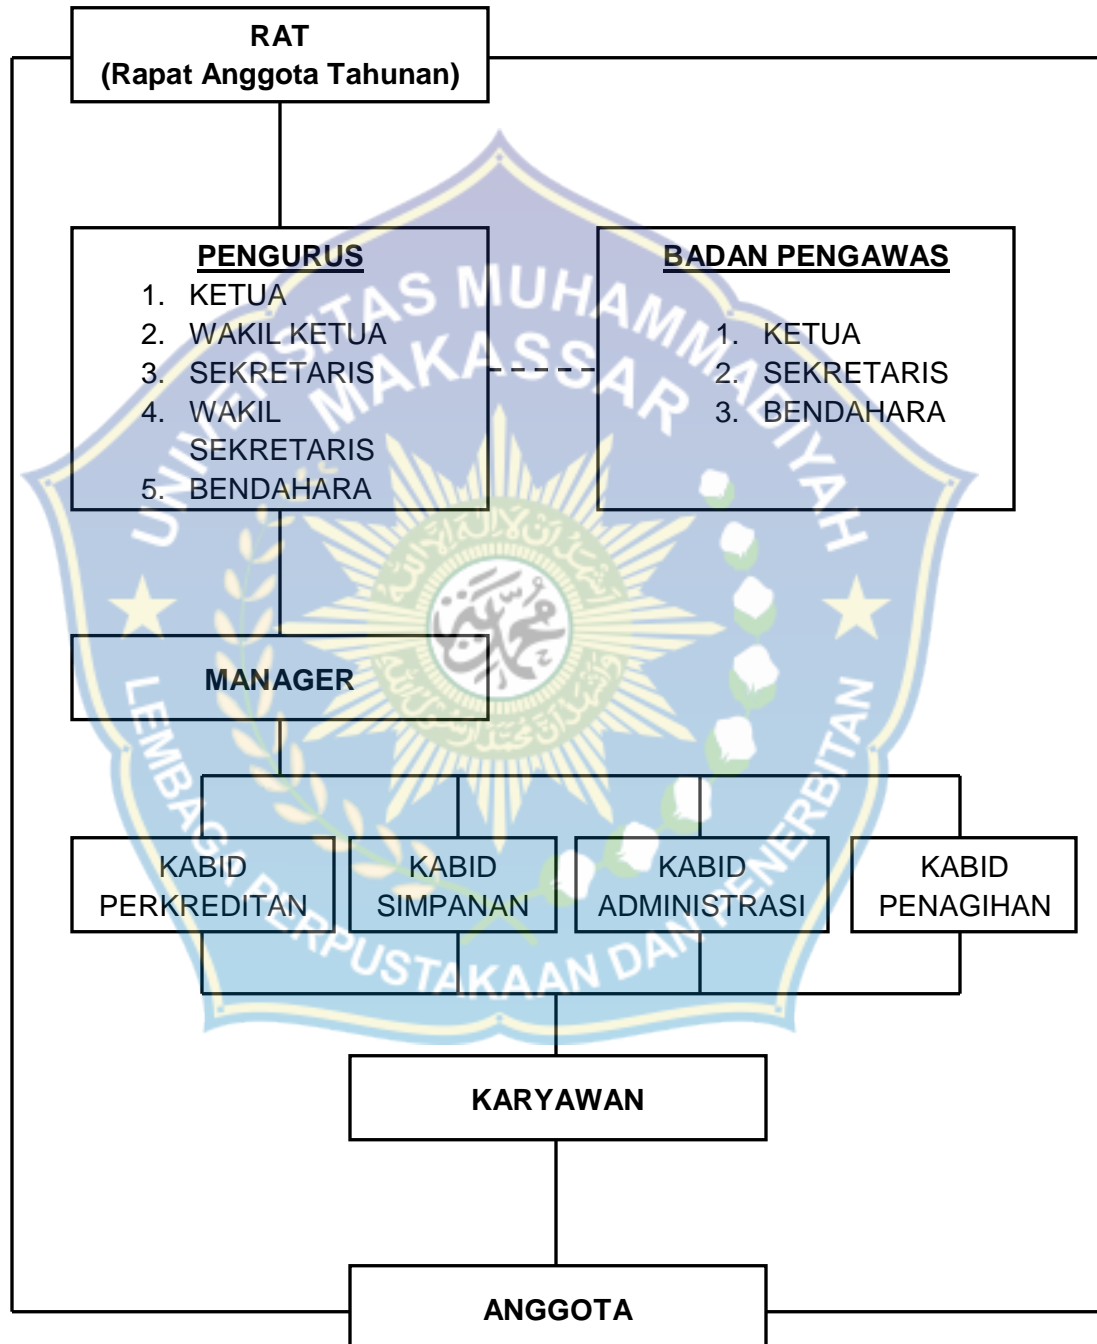 RAT
(Rapat Anggota Tahunan)
PENGURUS
1. KETUA
2. WAKIL KETUA
3. SEKRETARIS
4. WAKIL
SEKRETARIS
5. BENDAHARA
BADAN PENGAWAS
1. KETUA
2. SEKRETARIS
3. BENDAHARA
MANAGER
KABID
PERKREDITAN
KABID
SIMPANAN
KABID
ADMINISTRASI
KABID
PENAGIHAN
KARYAWAN
ANGGOTA
UNIVERSITAS MUHAMMADIYAH
MAKASSAR
LEMBAGA PERPUSTAKAAN DAN PENERBITAN